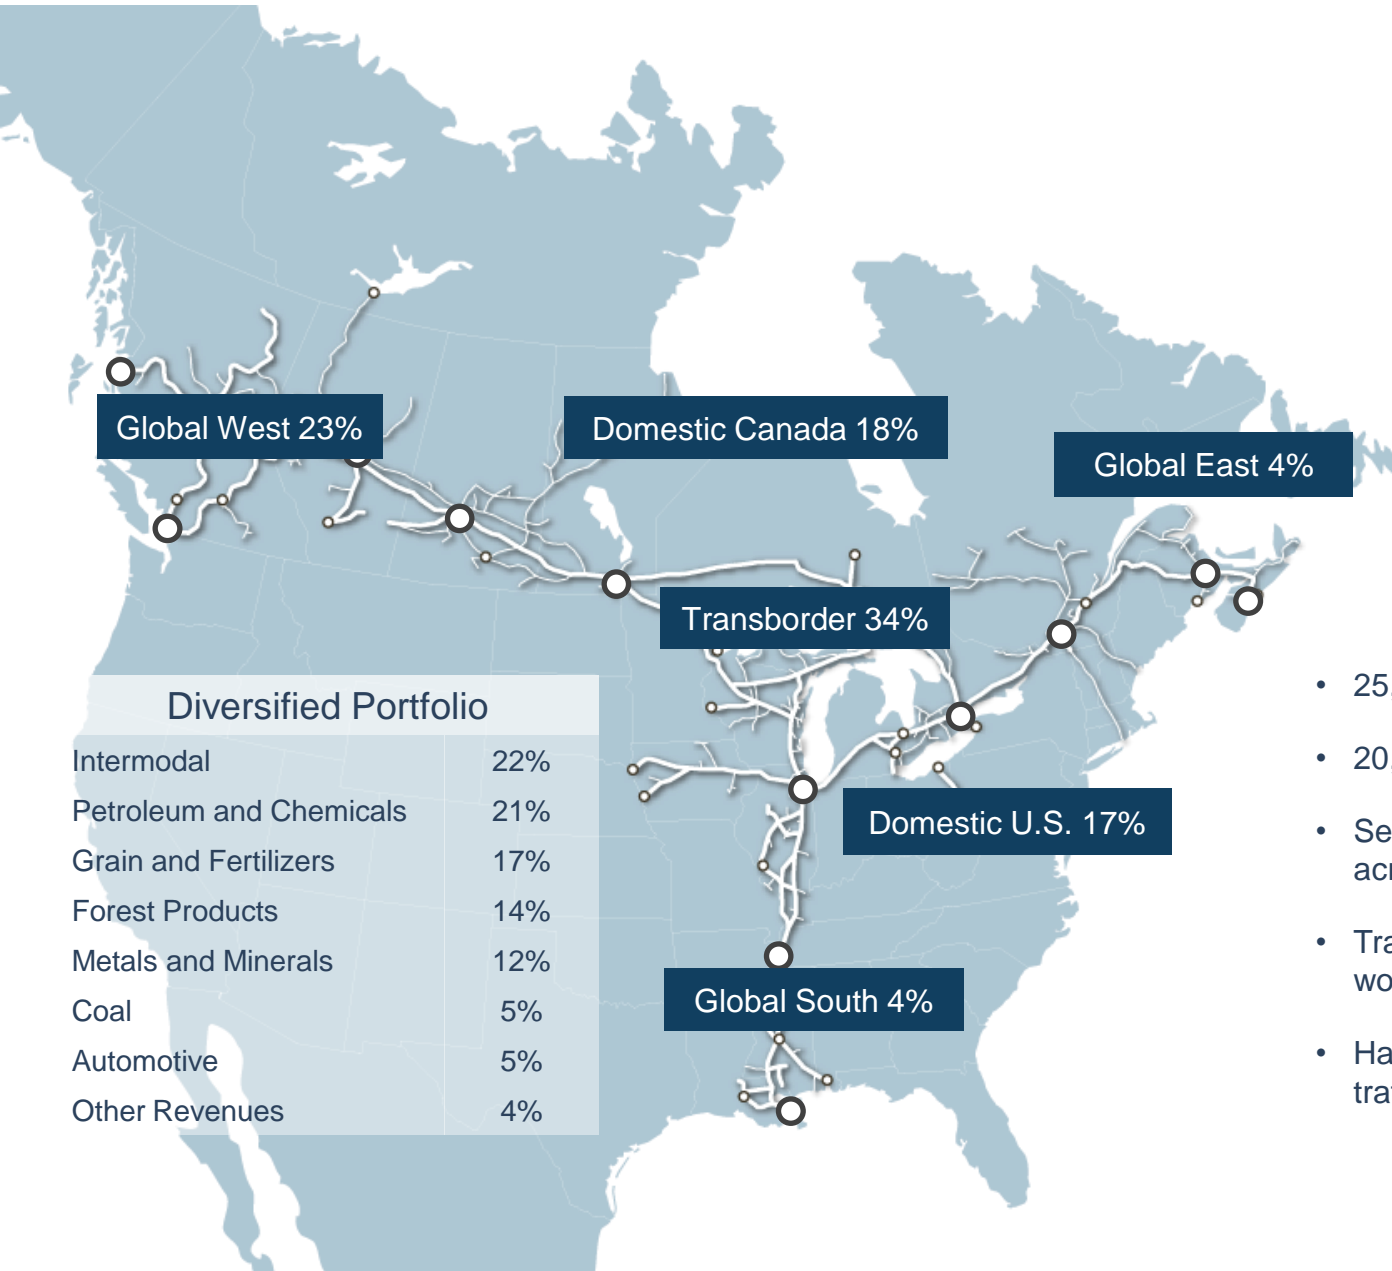 Global West 23%
Domestic Canada 18%
Global East 4%
Transborder 34%
Domestic U.S. 17%
Global South 4%
Diversified Portfolio
Intermodal 22%
Petroleum and Chemicals 21%
Grain and Fertilizers 17%
Forest Products 14%
Metals and Minerals 12%
Coal 5%
Automotive 5%
Other Revenues 4%